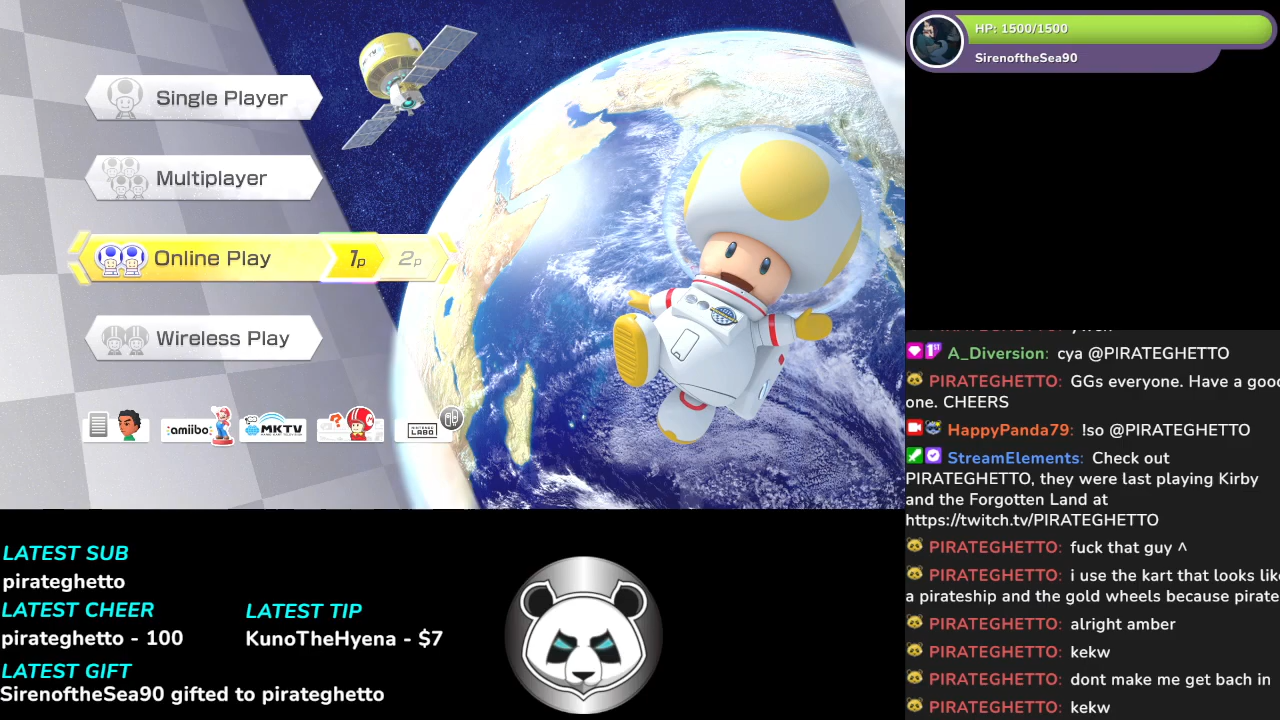 Single Player
Multiplayer
Online Play
1p
2p
Wireless Play
amiibo
MKTV
NINTENDO
LABO
HP: 1500/1500
SirenoftheSea90
A_Diversion: cya @PIRATEGHETTO
PIRATEGHETTO: GGs everyone. Have a good
one. CHEERS
HappyPanda79: !so @PIRATEGHETTO
StreamElements: Check out
PIRATEGHETTO, they were last playing Kirby
and the Forgotten Land at
https://twitch.tv/PIRATEGHETTO
PIRATEGHETTO: fuck that guy ^
PIRATEGHETTO: i use the kart that looks like
a pirateship and the gold wheels because pirate
PIRATEGHETTO: alright amber
PIRATEGHETTO: kekw
PIRATEGHETTO: dont make me get bach in
PIRATEGHETTO: kekw
LATEST SUB
pirateghetto
LATEST CHEER
pirateghetto - 100
LATEST TIP
KunoTheHyena - $7
LATEST GIFT
SirenoftheSea90 gifted to pirateghetto